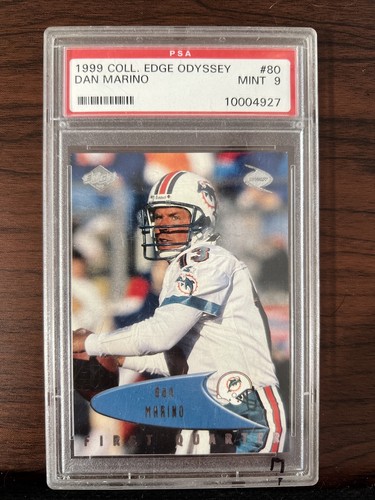 PSA
1999 COLL. EDGE ODYSSEY #80
DAN MARINO MINT 9
10004927
13
DAN
MARINO
FIRST QUARTER